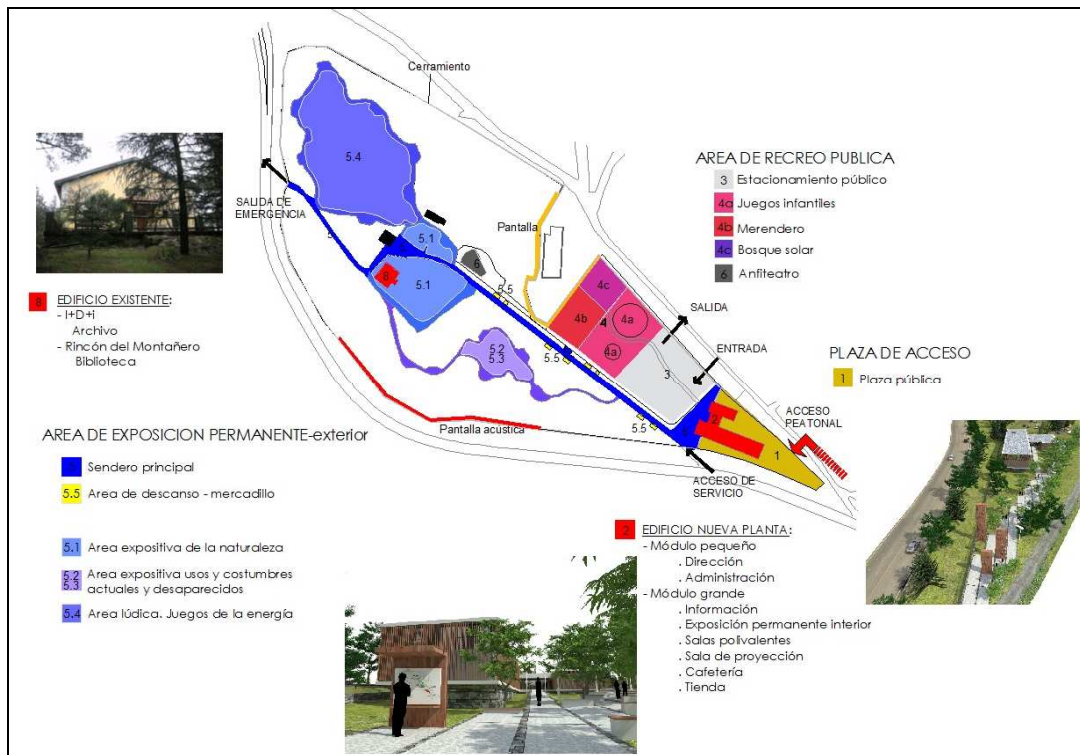 Cerramiento
5.4
SALIDA DE
EMERGENCIA
5
Pantalla
5.1
6
8
5.1
5.5
5.2
5.3
5.5
5.5
4c
4b
4
4a
4a
3
SALIDA
ENTRADA
2
1
ACCESO
PEATONAL
ACCESO DE
SERVICIO
Pantalla acústica
AREA DE RECREO PUBLICA
3 Estacionamiento público
4a Juegos infantiles
4b Merendero
4c Bosque solar
6 Anfiteatro
PLAZA DE ACCESO
1 Plaza pública
8 EDIFICIO EXISTENTE:
- I+D+i
Archivo
- Rincón del Montañero
Biblioteca
AREA DE EXPOSICION PERMANENTE-exterior
Sendero principal
5.5 Area de descanso - mercadillo
5.1 Area expositiva de la naturaleza
5.2 Area expositiva usos y costumbres
5.3 actuales y desaparecidos
5.4 Area lúdica. Juegos de la energía
2 EDIFICIO NUEVA PLANTA:
- Módulo pequeño
. Dirección
. Administración
- Módulo grande
. Información
. Exposición permanente interior
. Salas polivalentes
. Sala de proyección
. Cafetería
. Tienda